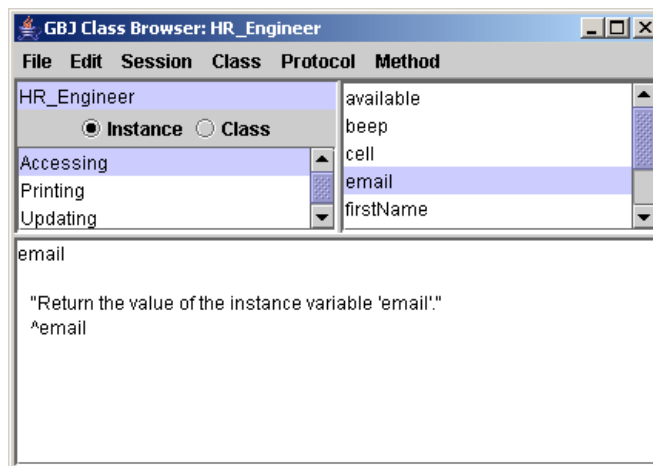 GBJ Class Browser: HR_Engineer
File Edit Session Class Protocol Method
HR_Engineer
Instance Class
Accessing
Printing
Updating
available
beep
cell
email
firstName
email
"Return the value of the instance variable 'email'."
^email